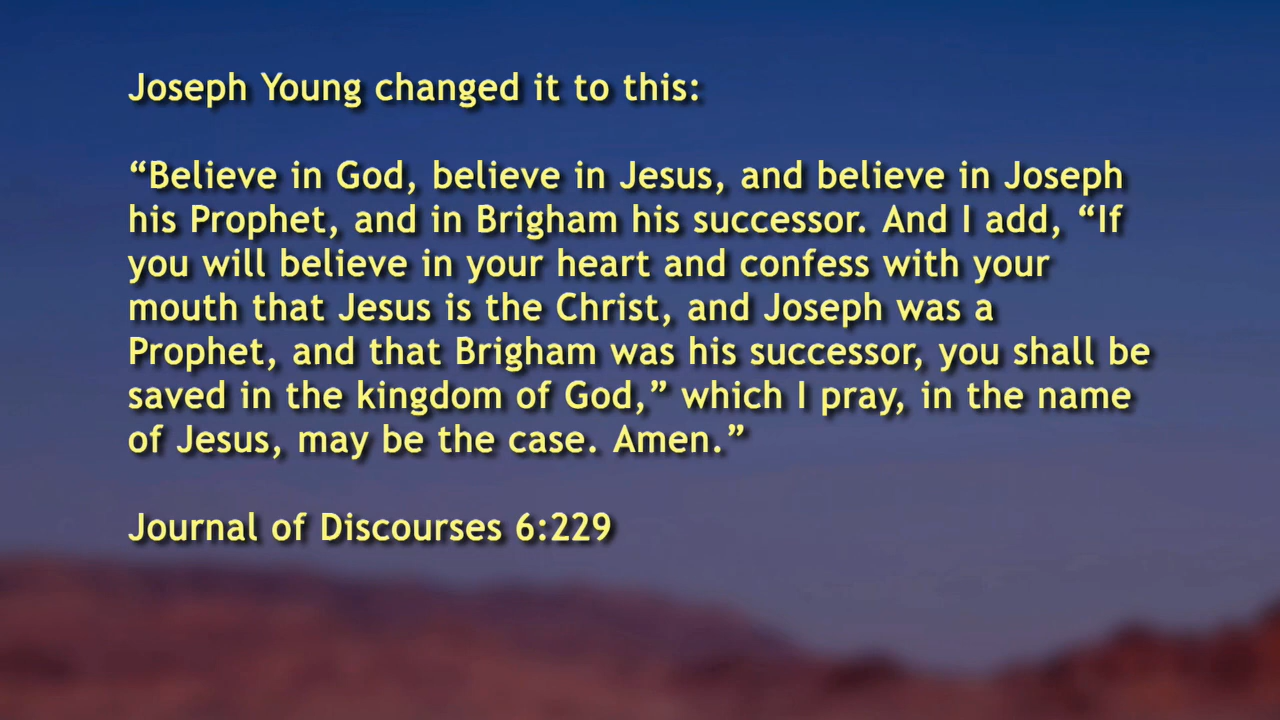 Joseph Young changed it to this:
“Believe in God, believe in Jesus, and believe in Joseph
his Prophet, and in Brigham his successor. And I add, “If
you will believe in your heart and confess with your
mouth that Jesus is the Christ, and Joseph was a
Prophet, and that Brigham was his successor, you shall be
saved in the kingdom of God,” which I pray, in the name
of Jesus, may be the case. Amen.”
Journal of Discourses 6:229